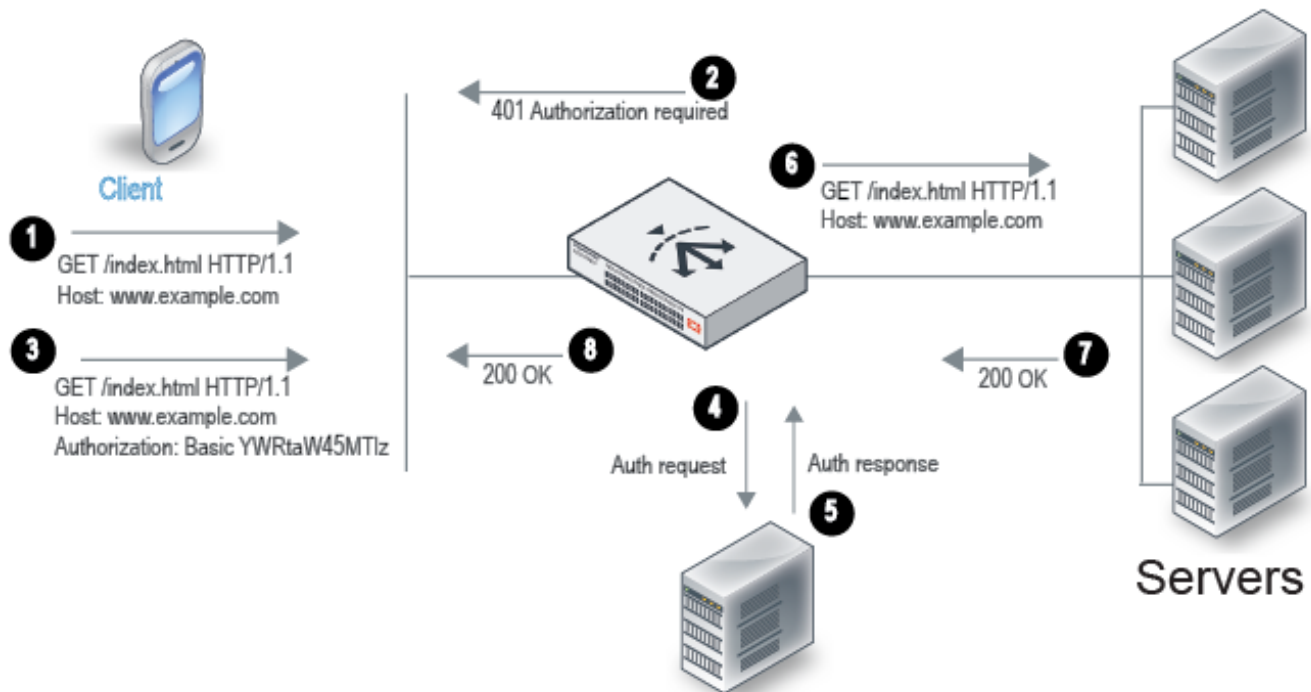 Client
1
GET /index.html HTTP/1.1
Host: www.example.com
2
401 Authorization required
3
GET /index.html HTTP/1.1
Host: www.example.com
Authorization: Basic YWRtaW45MTIz
4
Auth request
5
Auth response
6
GET /index.html HTTP/1.1
Host: www.example.com
7
200 OK
8
200 OK
Servers